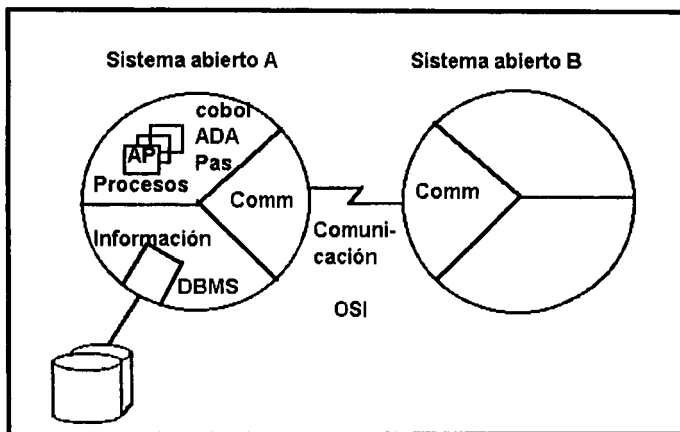 Sistema abierto A
Sistema abierto B
cobol
ADA
Pas
AP
Procesos
Comm
Información
DBMS
Comuni-
cación
OSI
Comm